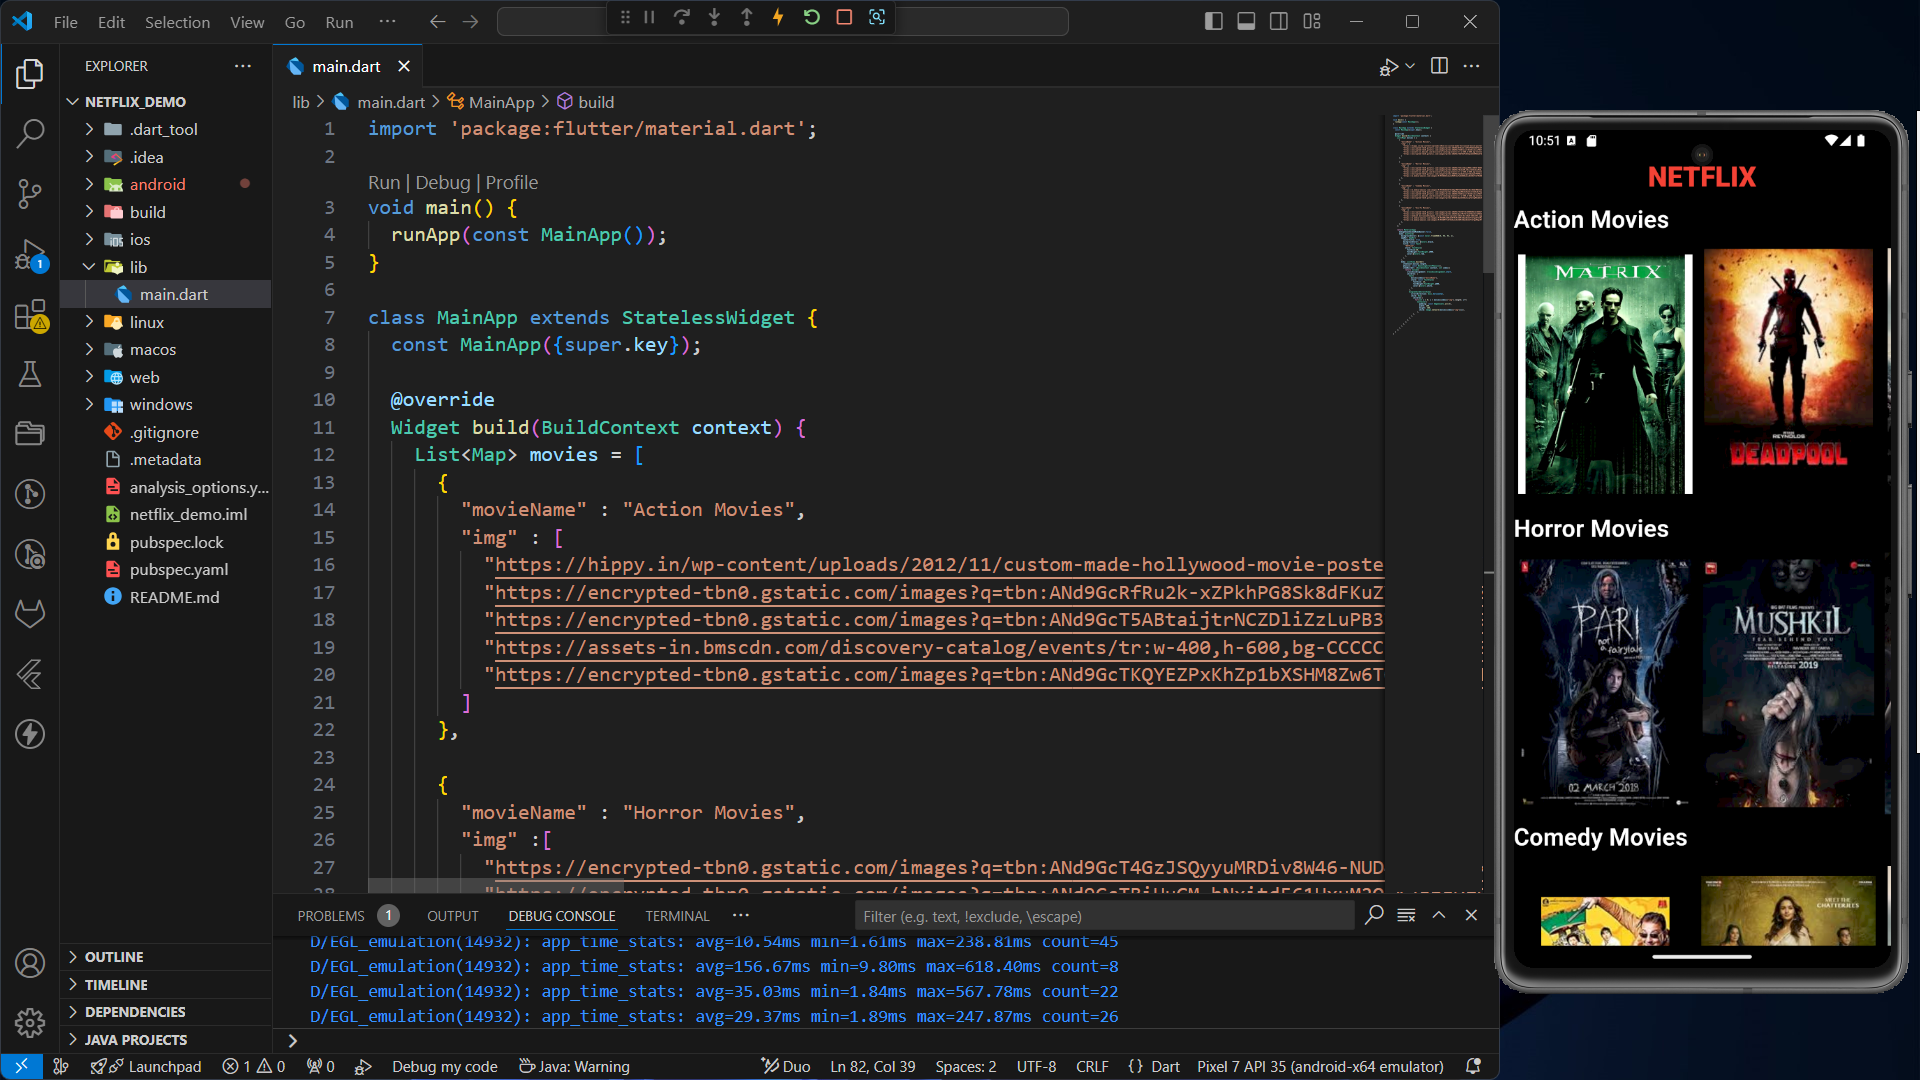 File Edit Selection View Go Run ···
EXPLORER ···
NETFLIX_DEMO
.dart_tool
.idea
android
build
ios
lib
main.dart
linux
macos
web
windows
.gitignore
.metadata
analysis_options.y...
netflix_demo.iml
pubspec.lock
pubspec.yaml
README.md
OUTLINE
TIMELINE
DEPENDENCIES
JAVA PROJECTS
1
main.dart
lib > main.dart > MainApp > build
1 import 'package:flutter/material.dart';
2
Run | Debug | Profile
3 void main() {
4 runApp(const MainApp());
5 }
6
7 class MainApp extends StatelessWidget {
8 const MainApp({super.key});
9
10 @override
11 Widget build(BuildContext context) {
12 List<Map> movies = [
13 {
14 "movieName" : "Action Movies",
15 "img" : [
16 "https://hippy.in/wp-content/uploads/2012/11/custom-made-hollywood-movie-poste
17 "https://encrypted-tbn0.gstatic.com/images?q=tbn:ANd9GcRfRu2k-xZPkhPG8Sk8dFKuZ
18 "https://encrypted-tbn0.gstatic.com/images?q=tbn:ANd9GcT5ABtaijtrNCZDliZzLuPB3
19 "https://assets-in.bmscdn.com/discovery-catalog/events/tr:w-400,h-600,bg-CCCCC
20 "https://encrypted-tbn0.gstatic.com/images?q=tbn:ANd9GcTKQYEZPxKhZp1bXSHM8Zw6T
21 ]
22 },
23
24 {
25 "movieName" : "Horror Movies",
26 "img" :[
27 "https://encrypted-tbn0.gstatic.com/images?q=tbn:ANd9GcT4GzJSQyyuMRDiv8W46-NUD
PROBLEMS 1 OUTPUT DEBUG CONSOLE TERMINAL ··· Filter (e.g. text, !exclude, \escape)
D/EGL_emulation(14932): app_time_stats: avg=10.54ms min=1.61ms max=238.81ms count=45
D/EGL_emulation(14932): app_time_stats: avg=156.67ms min=9.80ms max=618.40ms count=8
D/EGL_emulation(14932): app_time_stats: avg=35.03ms min=1.84ms max=567.78ms count=22
D/EGL_emulation(14932): app_time_stats: avg=29.37ms min=1.89ms max=247.87ms count=26
Launchpad 1 0 0 Debug my code Java: Warning Duo Ln 82, Col 39 Spaces: 2 UTF-8 CRLF {} Dart Pixel 7 API 35 (android-x64 emulator)
10:51
NETFLIX
Action Movies
MATRIX
REYNOLDS
DEADPOOL
Horror Movies
PARI
not a fairytale
02 MARCH 2018
MUSHKIL
FEAR BEHIND YOU
2019
Comedy Movies
MEET THE
CHATTERJEES